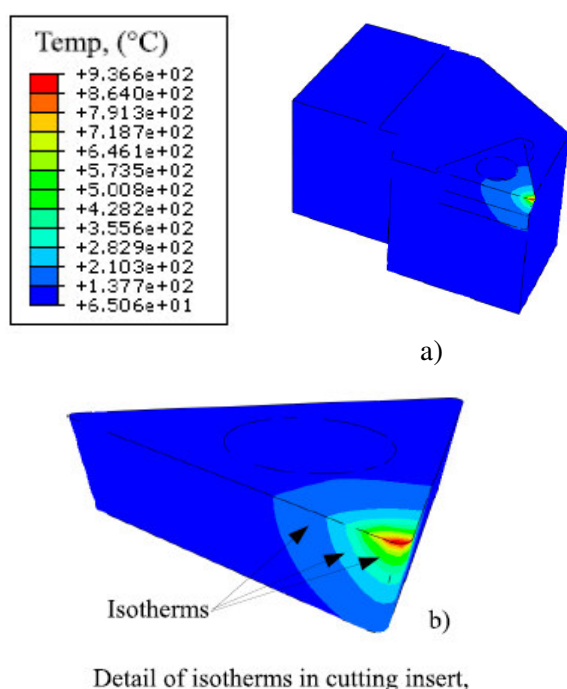 Temp, (°C)
+9.366e+02
+8.640e+02
+7.913e+02
+7.187e+02
+6.461e+02
+5.735e+02
+5.008e+02
+4.282e+02
+3.556e+02
+2.829e+02
+2.103e+02
+1.377e+02
+6.506e+01
a)
Isotherms
b)
Detail of isotherms in cutting insert,